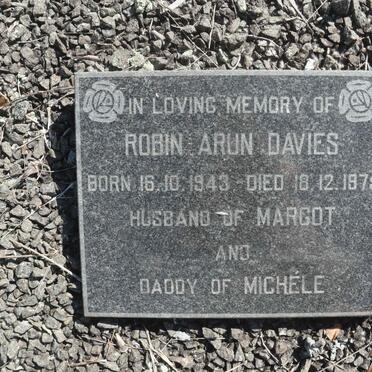 IN LOVING MEMORY OF
ROBIN ARUN DAVIES
BORN 16.10.1943 - DIED 18.12.197
HUSBAND OF MARGOT
AND
DADDY OF MICHÉLE